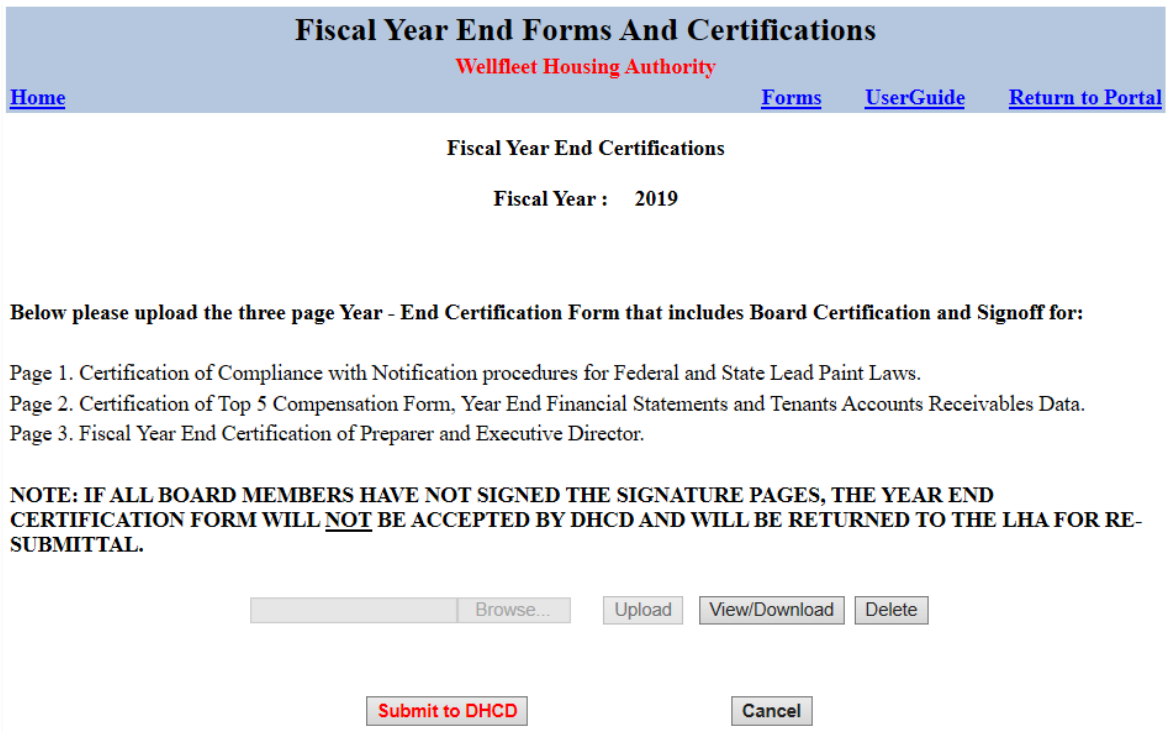 Fiscal Year End Forms And Certifications
Wellfleet Housing Authority
Home Forms UserGuide Return to Portal
Fiscal Year End Certifications
Fiscal Year : 2019
Below please upload the three page Year - End Certification Form that includes Board Certification and Signoff for:
Page 1. Certification of Compliance with Notification procedures for Federal and State Lead Paint Laws.
Page 2. Certification of Top 5 Compensation Form, Year End Financial Statements and Tenants Accounts Receivables Data.
Page 3. Fiscal Year End Certification of Preparer and Executive Director.
NOTE: IF ALL BOARD MEMBERS HAVE NOT SIGNED THE SIGNATURE PAGES, THE YEAR END
CERTIFICATION FORM WILL NOT BE ACCEPTED BY DHCD AND WILL BE RETURNED TO THE LHA FOR RE-
SUBMITTAL.
Browse... Upload View/Download Delete
Submit to DHCD Cancel